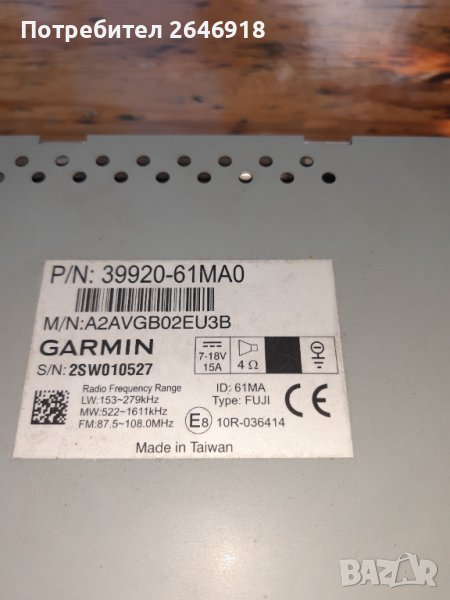 Потребител 2646918
P/N: 39920-61MA0
M/N:A2AVGB02EU3B
GARMIN
S/N: 2SW010527
7-18V
15A
4 Ω
Radio Frequency Range
LW:153~279kHz
MW:522~1611kHz
FM:87.5~108.0MHz
ID: 61MA
Type: FUJI
E8 10R-036414
CE
Made in Taiwan
BAZAR